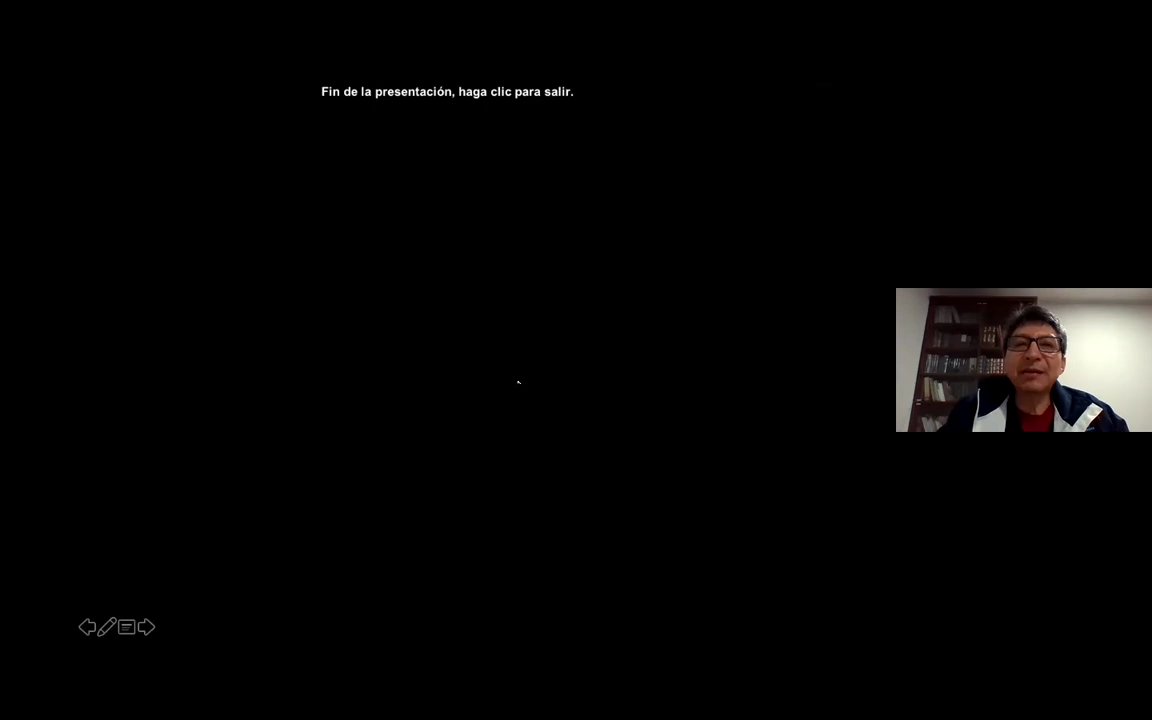 Fin de la presentación, haga clic para salir.